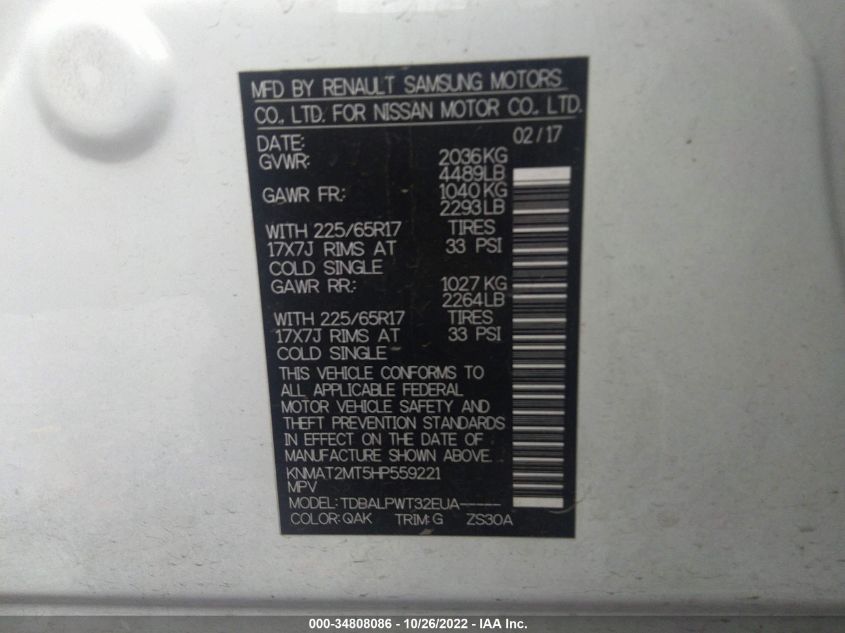 MFD BY RENAULT SAMSUNG MOTORS
CO., LTD. FOR NISSAN MOTOR CO., LTD.
DATE: 02/17
GVWR: 2036KG
4489LB
GAWR FR.: 1040KG
2293LB
WITH 225/65R17 TIRES
17X7J RIMS AT 33 PSI
COLD SINGLE
GAWR RR.: 1027KG
2264LB
WITH 225/65R17 TIRES
17X7J RIMS AT 33 PSI
COLD SINGLE
THIS VEHICLE CONFORMS TO
ALL APPLICABLE FEDERAL
MOTOR VEHICLE SAFETY AND
THEFT PREVENTION STANDARDS
IN EFFECT ON THE DATE OF
MANUFACTURE SHOWN ABOVE.
KNMAT2MT5HP559221
MPV
MODEL: TDBALPWT32EUA-----
COLOR: QAK TRIM: G ZS30A
000-34808086 - 10/26/2022 - IAA Inc.